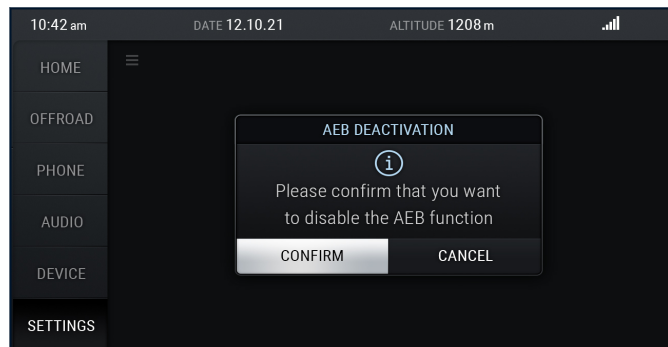 10:42 am DATE 12.10.21 ALTITUDE 1208 m
HOME
OFFROAD
PHONE
AUDIO
DEVICE
SETTINGS
AEB DEACTIVATION
i
Please confirm that you want
to disable the AEB function
CONFIRM CANCEL